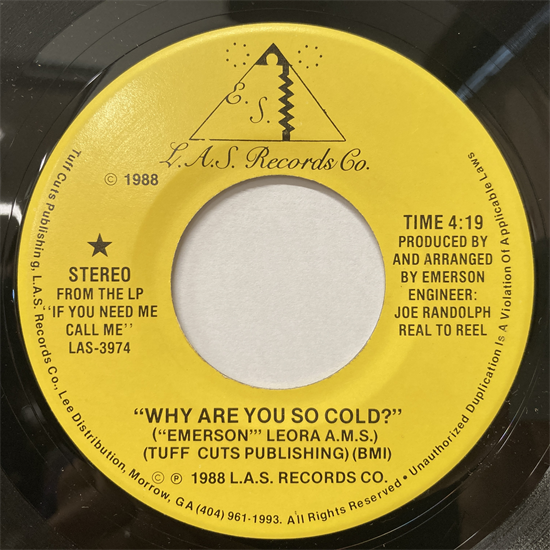 E. S.
L.A.S. Records Co.
© 1988
★
STEREO
FROM THE LP
"IF YOU NEED ME
CALL ME"
LAS-3974
TIME 4:19
PRODUCED BY
AND ARRANGED
BY EMERSON
ENGINEER:
JOE RANDOLPH
REAL TO REEL
"WHY ARE YOU SO COLD?"
("EMERSON"' LEORA A.M.S.)
(TUFF CUTS PUBLISHING) (BMI)
© ℗ 1988 L.A.S. RECORDS CO.
Tuff Cuts Publishing, L.A.S. Records Co., Lee Distribution, Morrow, GA (404) 961-1993. All Rights Reserved • Unauthorized Duplication Is A Violation Of Applicable Laws